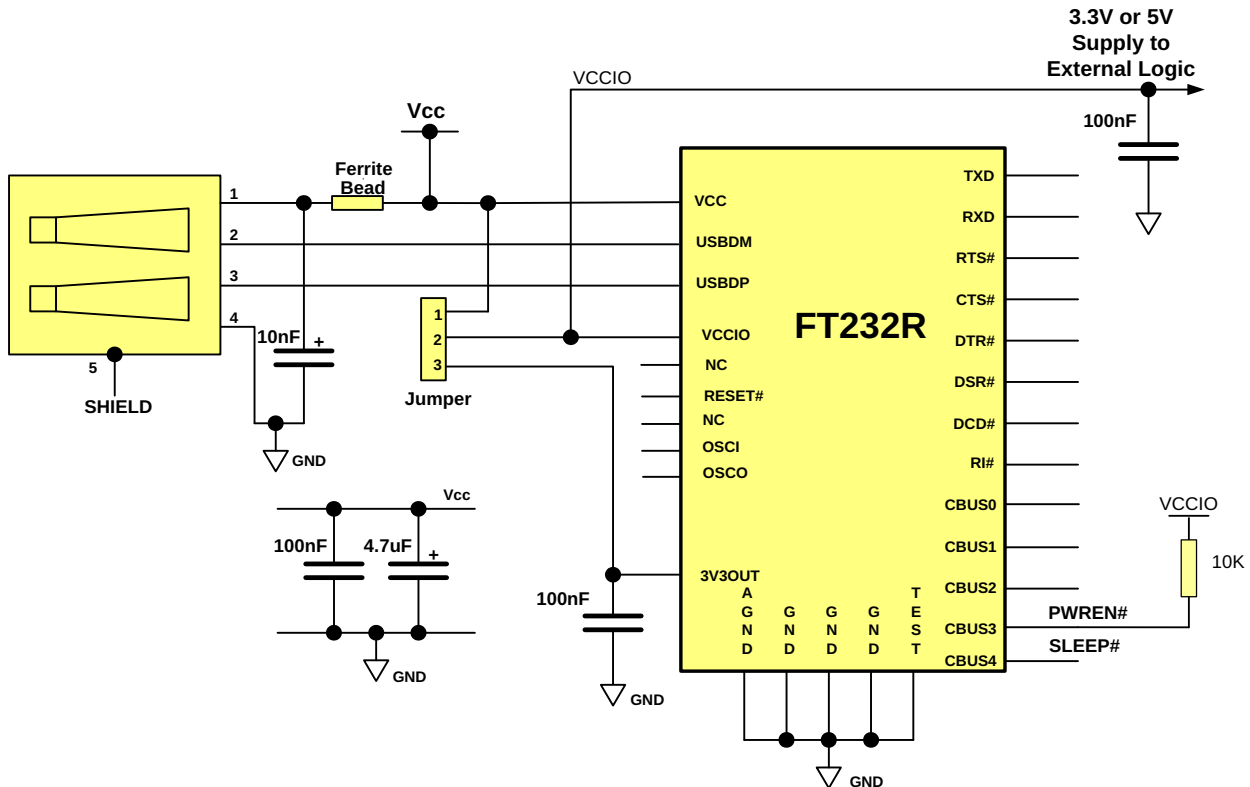 3.3V or 5V
Supply to
External Logic
VCCIO
Vcc
100nF
Ferrite
Bead
1
2
3
4
5
SHIELD
10nF
+
GND
1
2
3
Jumper
VCC
USBDM
USBDP
VCCIO
NC
RESET#
NC
OSCI
OSCO
3V3OUT
FT232R
TXD
RXD
RTS#
CTS#
DTR#
DSR#
DCD#
RI#
CBUS0
CBUS1
CBUS2
CBUS3
CBUS4
AGND
GND
GND
GND
TEST
PWREN#
SLEEP#
VCCIO
10K
Vcc
100nF
4.7uF
+
GND
100nF
GND
GND